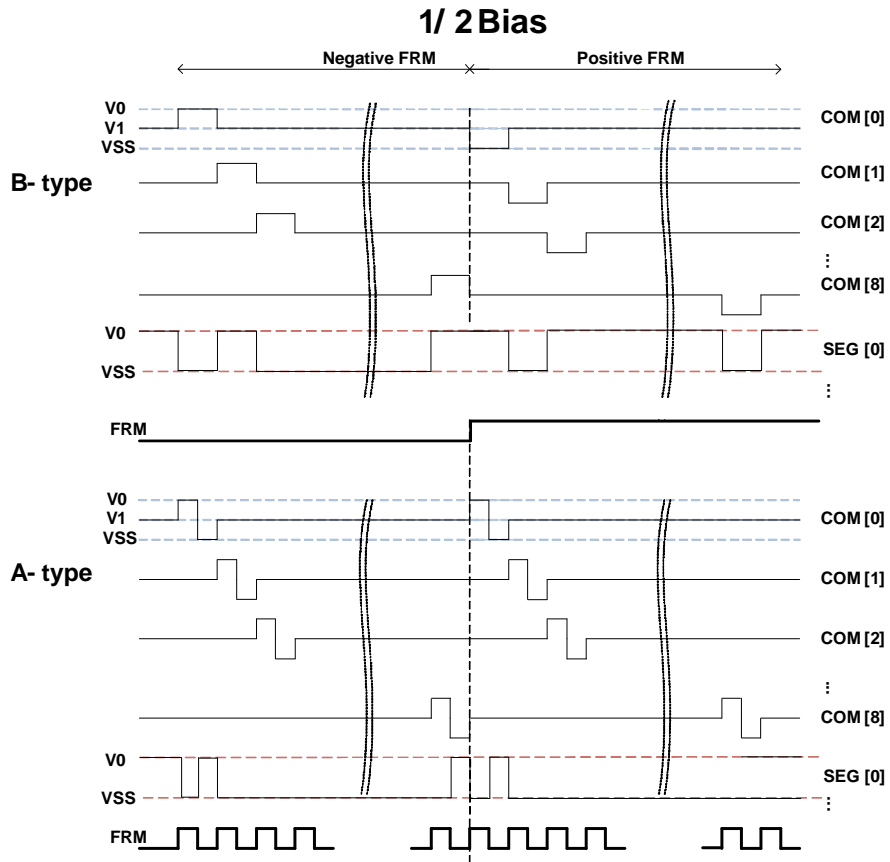 1/ 2 Bias
Negative FRM
Positive FRM
V0
V1
VSS
COM [0]
B- type
COM [1]
COM [2]
...
COM [8]
V0
VSS
SEG [0]
...
FRM
V0
V1
VSS
COM [0]
A- type
COM [1]
COM [2]
...
COM [8]
V0
VSS
SEG [0]
...
FRM